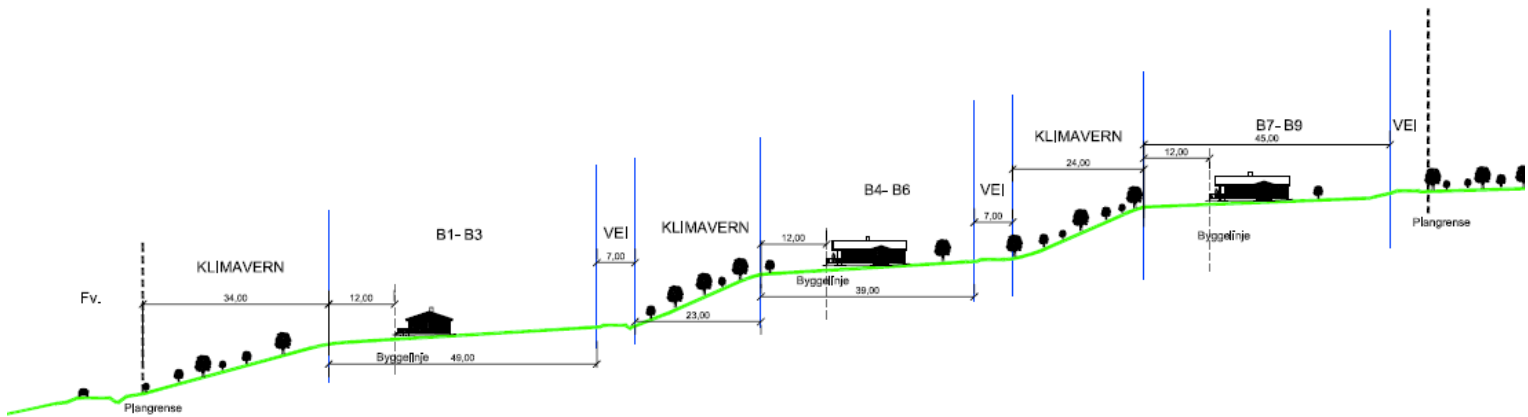 Fv.
Plangrense
KLIMAVERN
34,00
12,00
Byggelinje
B1- B3
49,00
VEI
7,00
KLIMAVERN
23,00
12,00
Byggelinje
B4- B6
39,00
VEI
7,00
KLIMAVERN
24,00
12,00
Byggelinje
B7- B9
45,00
VEI
Plangrense